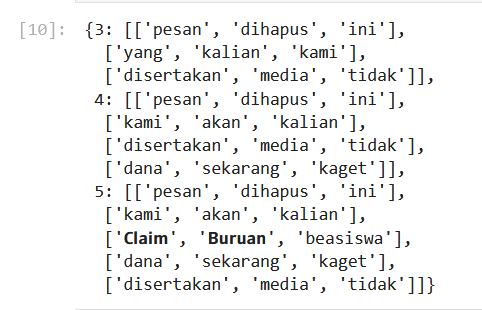 [10]: {3: [['pesan', 'dihapus', 'ini'],
['yang', 'kalian', 'kami'],
['disertakan', 'media', 'tidak']],
4: [['pesan', 'dihapus', 'ini'],
['kami', 'akan', 'kalian'],
['disertakan', 'media', 'tidak'],
['dana', 'sekarang', 'kaget']],
5: [['pesan', 'dihapus', 'ini'],
['kami', 'akan', 'kalian'],
['Claim', 'Buruan', 'beasiswa'],
['dana', 'sekarang', 'kaget'],
['disertakan', 'media', 'tidak']]}